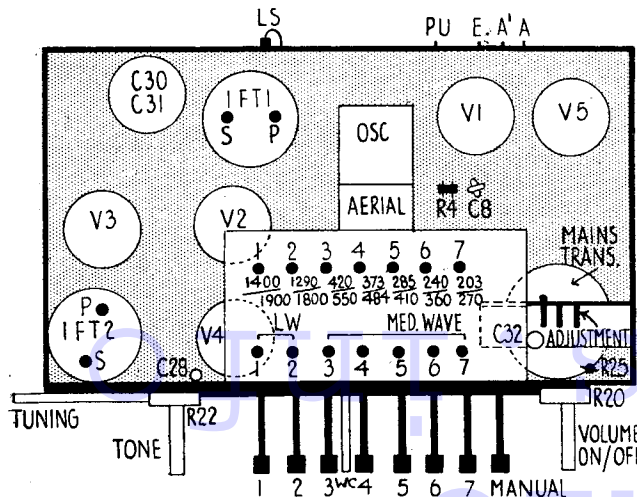 LS PU E. A' A
C30
C31
IFT1
S P
OSC
V1
V5
AERIAL
R4 C8
V3
V2
MAINS
TRANS.
1 2 3 4 5 6 7
1400 1290 420 373 285 240 203
1900 1800 550 484 410 360 270
P
IFT2
S
V4
LW
MED. WAVE
C32
ADJUSTMENT
C28
1 2 3 4 5 6 7
R25
TUNING
R22
R20
TONE
VOLUME
ON/OFF
1 2 3 WC 4 5 6 7 MANUAL